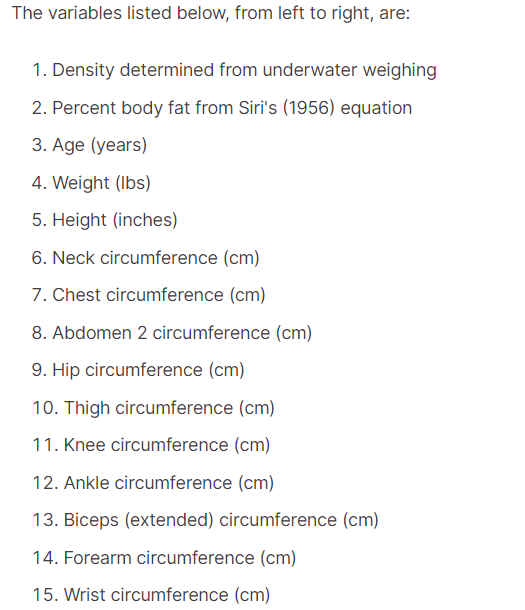 The variables listed below, from left to right, are:
1. Density determined from underwater weighing
2. Percent body fat from Siri's (1956) equation
3. Age (years)
4. Weight (lbs)
5. Height (inches)
6. Neck circumference (cm)
7. Chest circumference (cm)
8. Abdomen 2 circumference (cm)
9. Hip circumference (cm)
10. Thigh circumference (cm)
11. Knee circumference (cm)
12. Ankle circumference (cm)
13. Biceps (extended) circumference (cm)
14. Forearm circumference (cm)
15. Wrist circumference (cm)